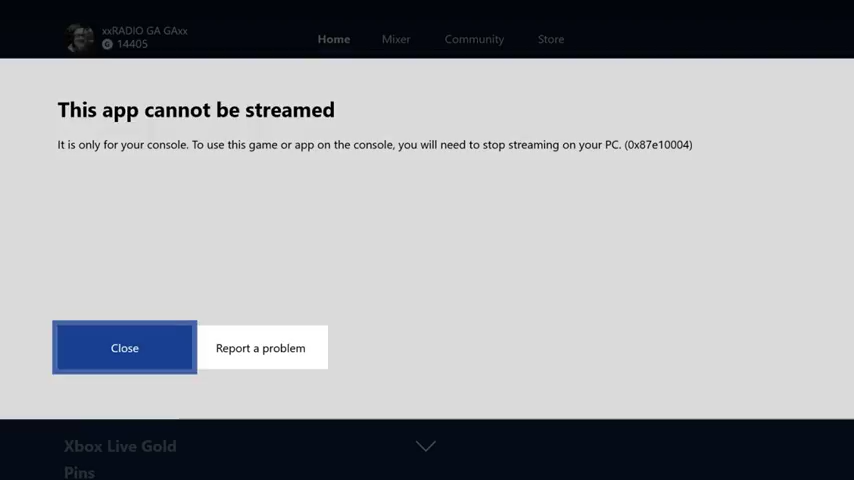 xxRADIO GA GAxx
G 14405
Home Mixer Community Store
This app cannot be streamed
It is only for your console. To use this game or app on the console, you will need to stop streaming on your PC. (0x87e10004)
Close Report a problem
Xbox Live Gold
Pins